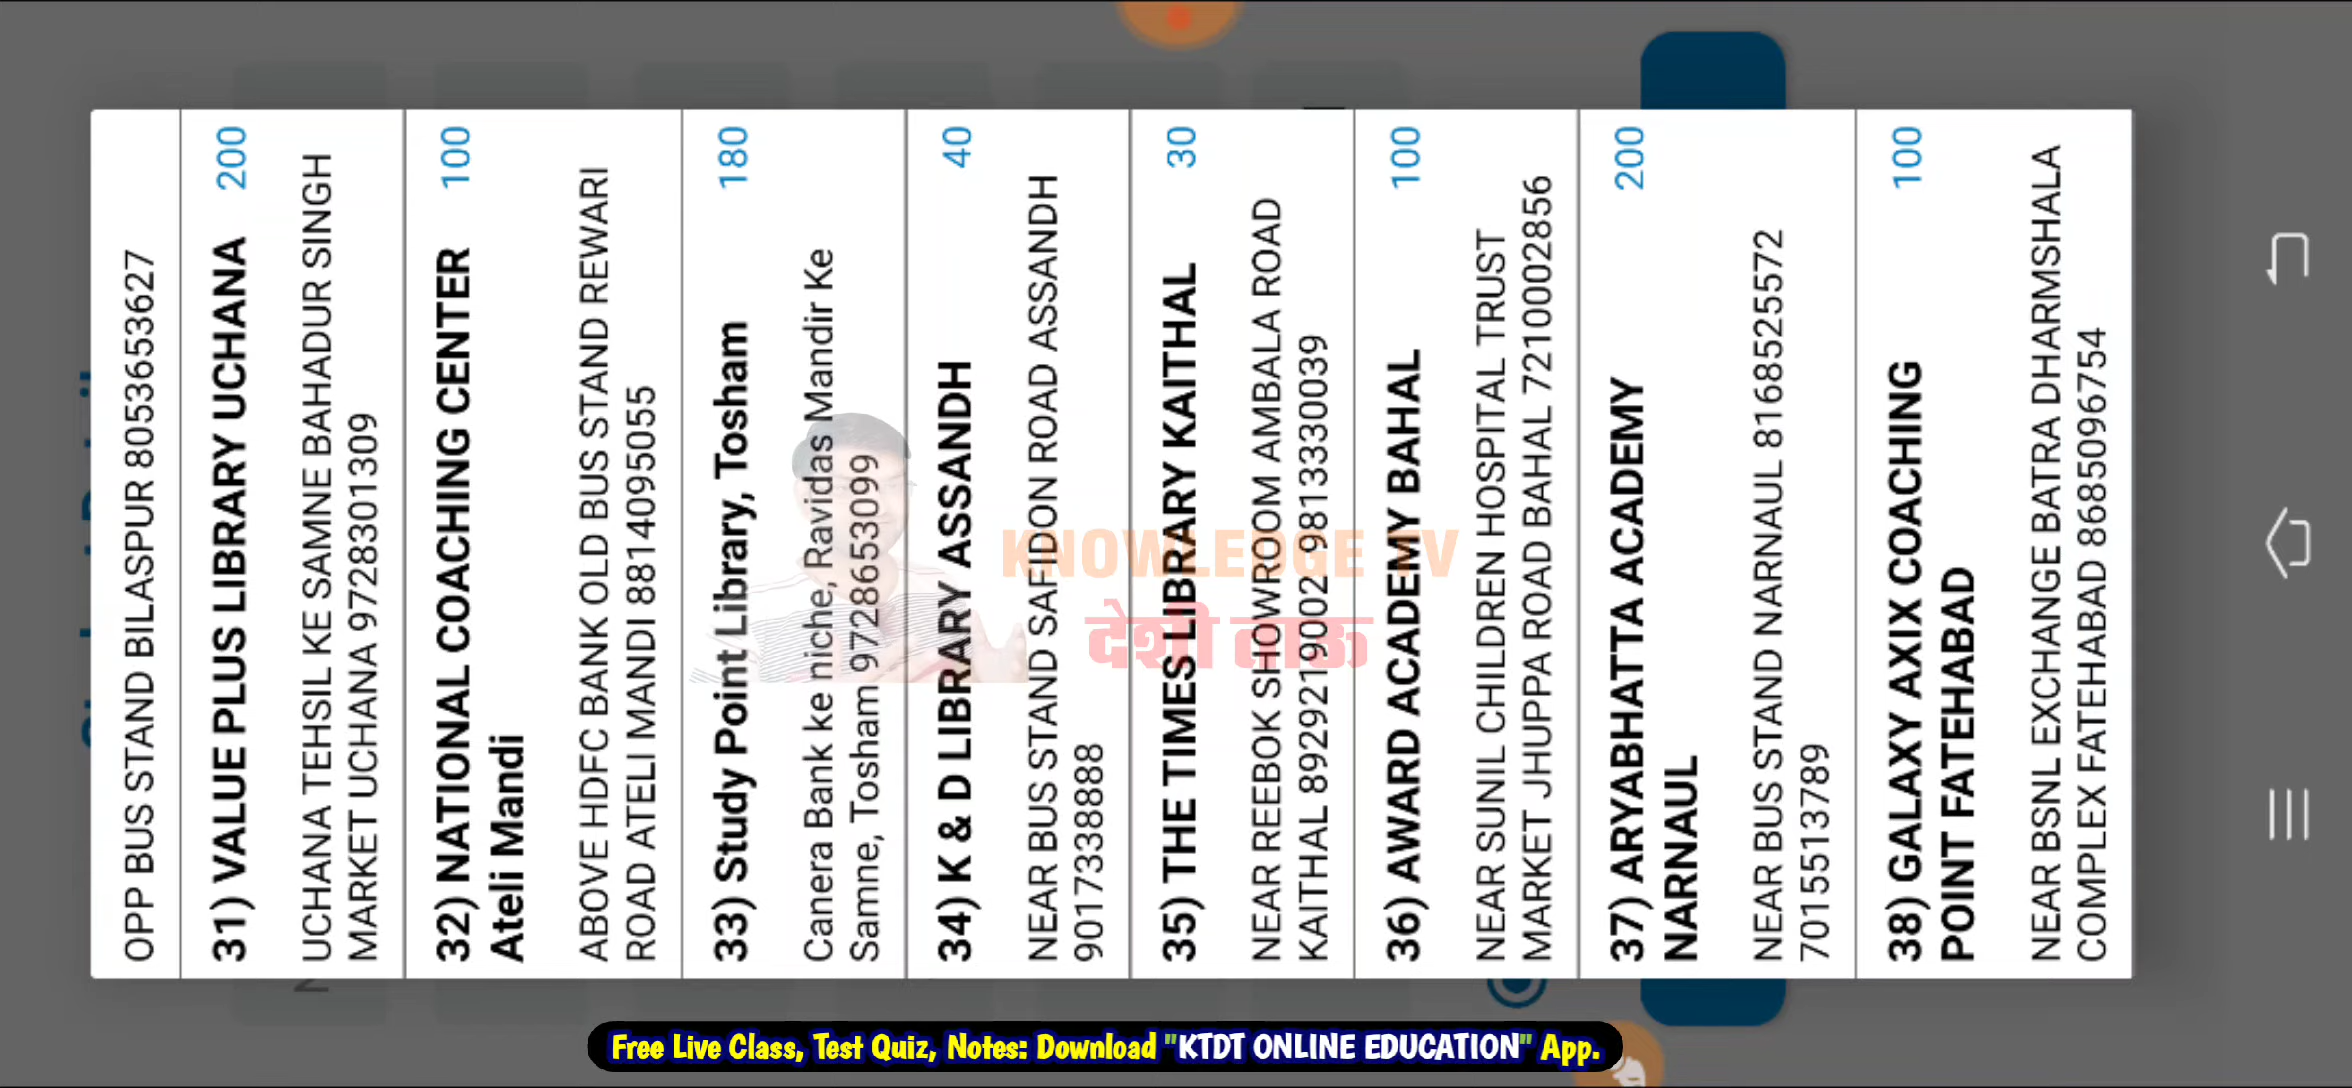 OPP BUS STAND BILASPUR 8053653627
31) VALUE PLUS LIBRARY UCHANA 200
UCHANA TEHSIL KE SAMNE BAHADUR SINGH
MARKET UCHANA 9728301309
32) NATIONAL COACHING CENTER 100
Ateli Mandi
ABOVE HDFC BANK OLD BUS STAND REWARI
ROAD ATELI MANDI 8814095055
33) Study Point Library, Tosham 180
Canera Bank ke niche, Ravidas Mandir Ke
Samne, Tosham 9728653099
34) K & D LIBRARY ASSANDH 40
NEAR BUS STAND SAFIDON ROAD ASSANDH
9017338888
35) THE TIMES LIBRARY KAITHAL 30
NEAR REEBOK SHOWROOM AMBALA ROAD
KAITHAL 8929219002 9813330039
36) AWARD ACADEMY BAHAL 100
NEAR SUNIL CHILDREN HOSPITAL TRUST
MARKET JHUPPA ROAD BAHAL 7210002856
37) ARYABHATTA ACADEMY 200
NARNAUL
NEAR BUS STAND NARNAUL 8168525572
7015513789
38) GALAXY AXIX COACHING 100
POINT FATEHABAD
NEAR BSNL EXCHANGE BATRA DHARMSHALA
COMPLEX FATEHABAD 8685096754
KNOWLEDGE TV
देशी ताऊ
Free Live Class, Test Quiz, Notes: Download "KTDT ONLINE EDUCATION" App.